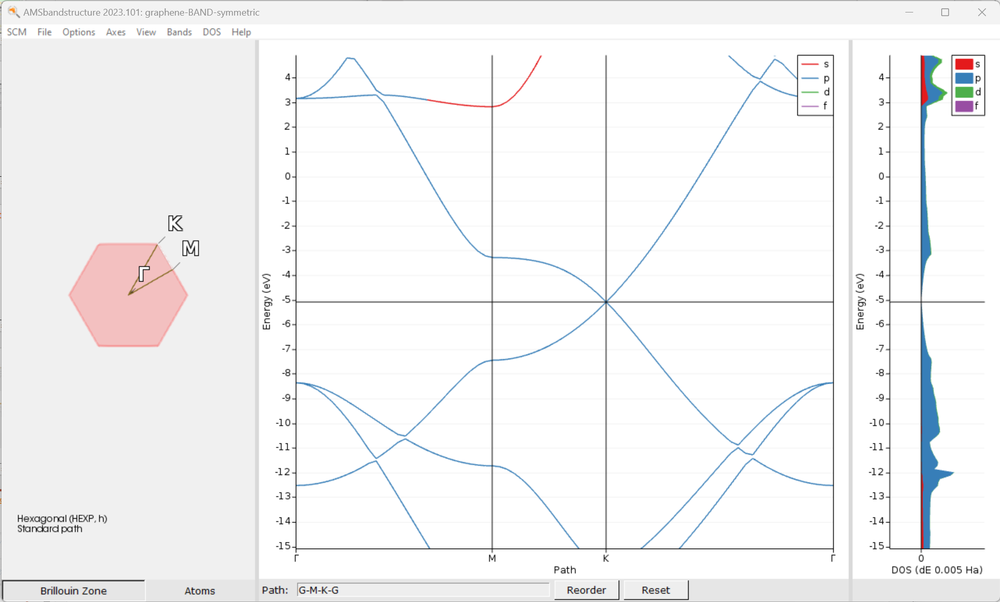 AMSbandstructure 2023.101: graphene-BAND-symmetric
SCM File Options Axes View Bands DOS Help
K
M
Γ
Hexagonal (HEXP, h)
Standard path
Brillouin Zone
Atoms
Energy (eV)
4
3
2
1
0
-1
-2
-3
-4
-5
-6
-7
-8
-9
-10
-11
-12
-13
-14
-15
Γ M K Γ
Path
s
p
d
f
Path: G-M-K-G
Reorder
Reset
Energy (eV)
4
3
2
1
0
-1
-2
-3
-4
-5
-6
-7
-8
-9
-10
-11
-12
-13
-14
-15
0
DOS (dE 0.005 Ha)
s
p
d
f